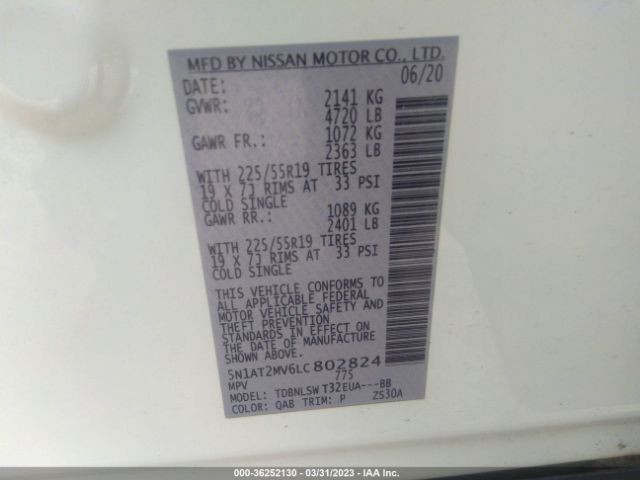 MFD BY NISSAN MOTOR CO., LTD.
DATE: 06/20
GVWR: 2141 KG
4720 LB
GAWR FR.: 1072 KG
2363 LB
WITH 225/55R19 TIRES
19 X 7J RIMS AT 33 PSI
COLD SINGLE
GAWR RR.: 1089 KG
2401 LB
WITH 225/55R19 TIRES
19 X 7J RIMS AT 33 PSI
COLD SINGLE
THIS VEHICLE CONFORMS TO
ALL APPLICABLE FEDERAL
MOTOR VEHICLE SAFETY AND
THEFT PREVENTION
STANDARDS IN EFFECT ON
THE DATE OF MANUFACTURE
SHOWN ABOVE.
5N1AT2MV6LC802824
MPV 775
MODEL: TDBNLSW T32EUA---BB
COLOR: QAB TRIM: P ZS30A
000-36252130 - 03/31/2023 - IAA Inc.